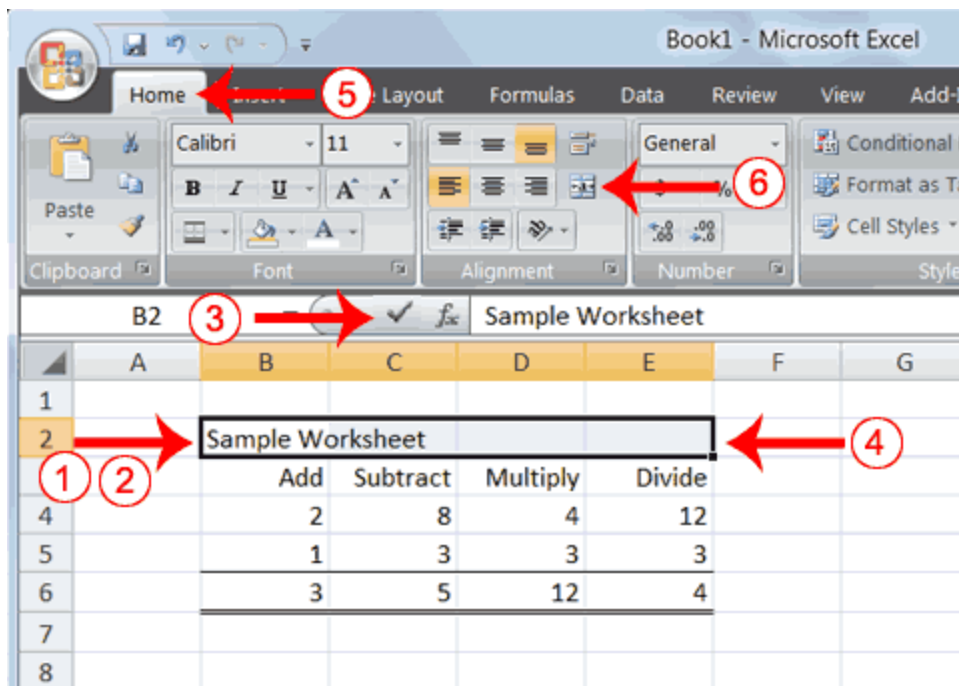 Book1 - Microsoft Excel
Home 5 Layout Formulas Data Review View
Calibri 11 General Conditional
B I U A A 6 %
Paste Format as
A .00 .00 Cell Styles
Clipboard Font Alignment Number
B2 3 fx Sample Worksheet
A B C D E F G
1
2 Sample Worksheet 4
1 2 Add Subtract Multiply Divide
4 2 8 4 12
5 1 3 3 3
6 3 5 12 4
7
8